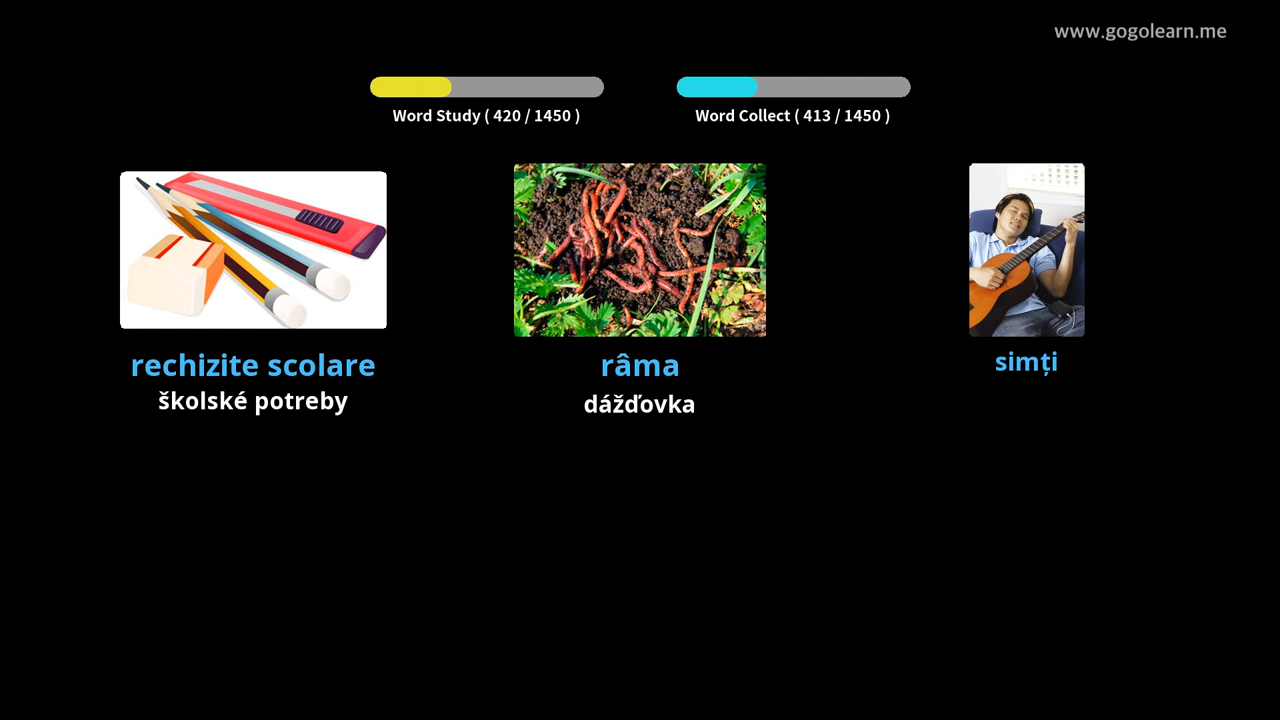 www.gogolearn.me
Word Study ( 420 / 1450 )
Word Collect ( 413 / 1450 )
rechizite scolare
školské potreby
râma
dážďovka
simți